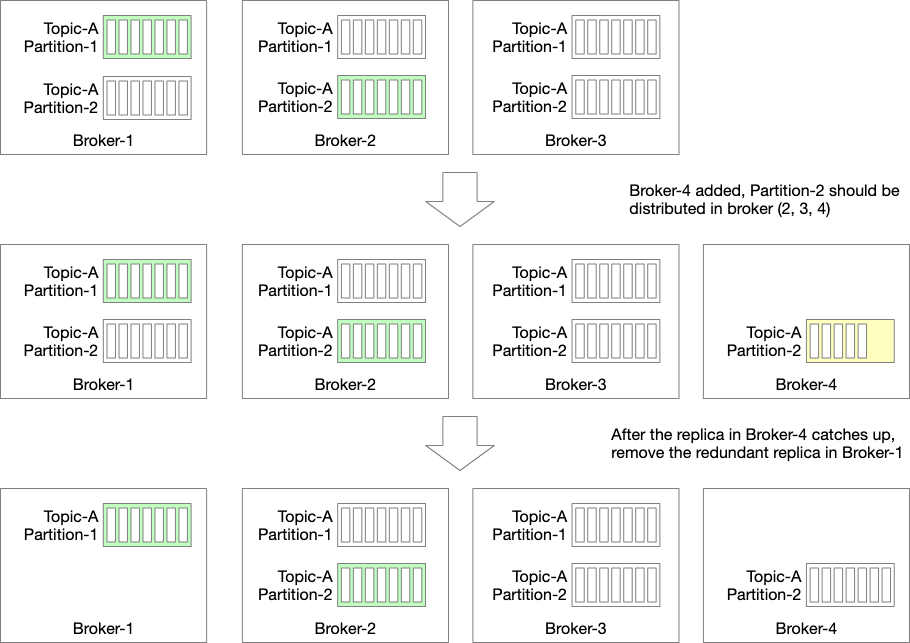 Topic-A
Partition-1
Topic-A
Partition-2
Broker-1
Topic-A
Partition-1
Topic-A
Partition-2
Broker-2
Topic-A
Partition-1
Topic-A
Partition-2
Broker-3
Broker-4 added, Partition-2 should be
distributed in broker (2, 3, 4)
Topic-A
Partition-1
Topic-A
Partition-2
Broker-1
Topic-A
Partition-1
Topic-A
Partition-2
Broker-2
Topic-A
Partition-1
Topic-A
Partition-2
Broker-3
Topic-A
Partition-2
Broker-4
After the replica in Broker-4 catches up,
remove the redundant replica in Broker-1
Topic-A
Partition-1
Broker-1
Topic-A
Partition-1
Topic-A
Partition-2
Broker-2
Topic-A
Partition-1
Topic-A
Partition-2
Broker-3
Topic-A
Partition-2
Broker-4